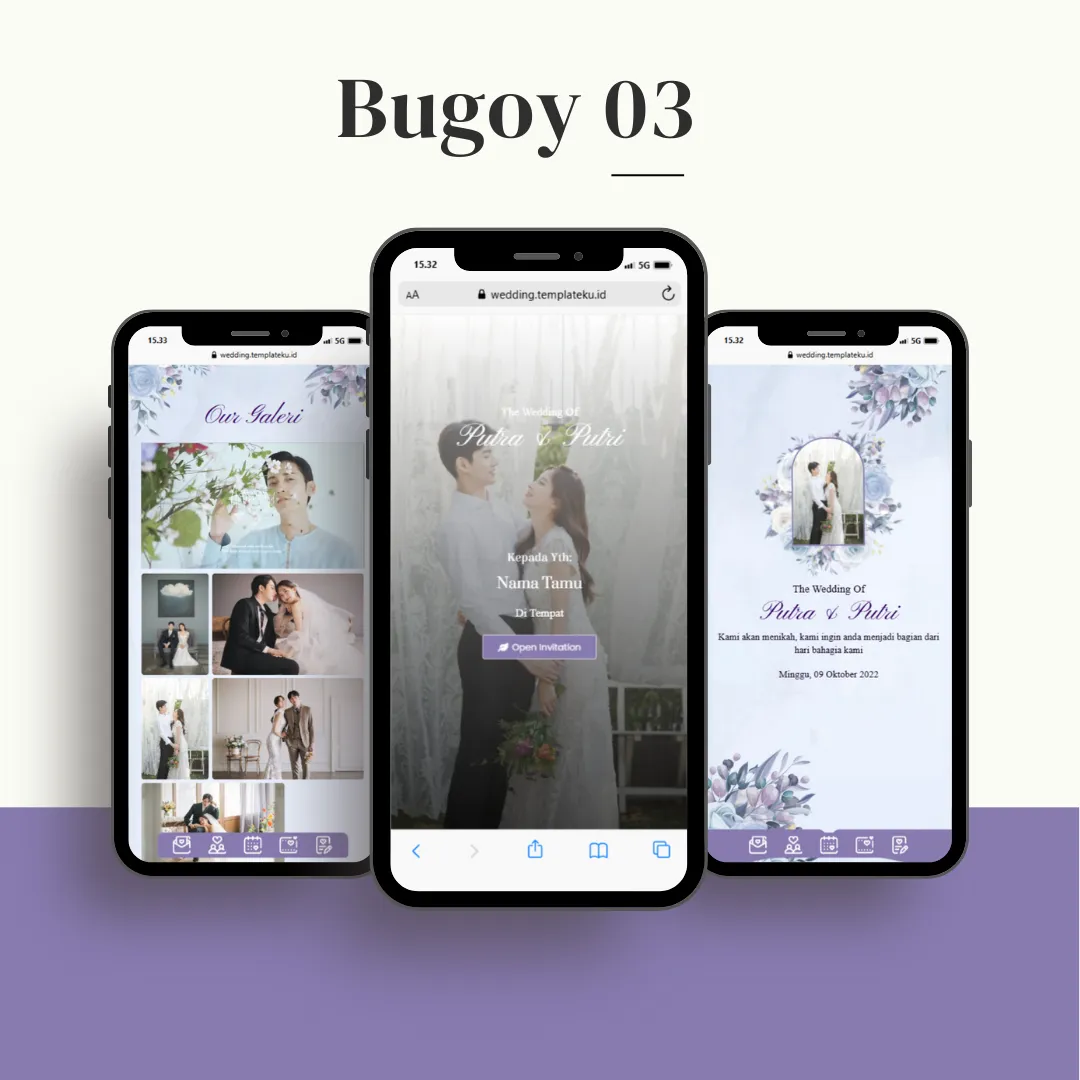 Bugoy 03
15.33
5G
wedding.templateku.id
Our Galeri
15.32
5G
AA
wedding.templateku.id
The Wedding Of
Putra & Putri
Kepada Yth:
Nama Tamu
Di Tempat
Open Invitation
15.32
5G
wedding.templateku.id
The Wedding Of
Putra & Putri
Kami akan menikah, kami ingin anda menjadi bagian dari
hari bahagia kami
Minggu, 09 Oktober 2022